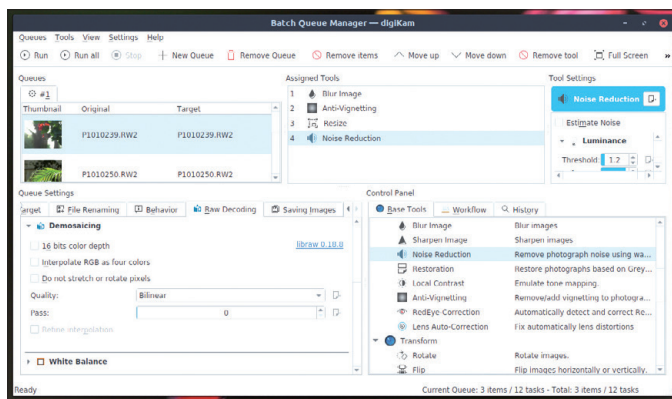 Batch Queue Manager — digiKam
Queues Tools View Settings Help
Run Run all Stop New Queue Remove Queue Remove items Move up Move down Remove tool Full Screen »
Queues Assigned Tools Tool Settings
#1
Thumbnail Original Target
P1010239.RW2 P1010239.RW2
P1010250.RW2 P1010250.RW2
1 Blur Image
2 Anti-Vignetting
3 Resize
4 Noise Reduction
Noise Reduction
Estimate Noise
Luminance
Threshold: 1.2
Queue Settings Control Panel
arget File Renaming Behavior Raw Decoding Saving Images
Demosaicing
16 bits color depth libraw 0.18.0
Interpolate RGB as four colors
Do not stretch or rotate pixels
Quality: Bilinear
Pass: 0
Refine interpolation
White Balance
Base Tools Workflow History
Blur Image Blur images
Sharpen Image Sharpen images
Noise Reduction Remove photograph noise using wa...
Restoration Restore photographs based on Grey...
Local Contrast Emulate tone mapping.
Anti-Vignetting Remove/add vignetting to photogra...
RedEye-Correction Automatically detect and correct Re...
Lens Auto-Correction Fix automatically lens distortions
Transform
Rotate Rotate images.
Flip Flip images horizontally or vertically.
Ready Current Queue: 3 items / 12 tasks - Total: 3 items / 12 tasks